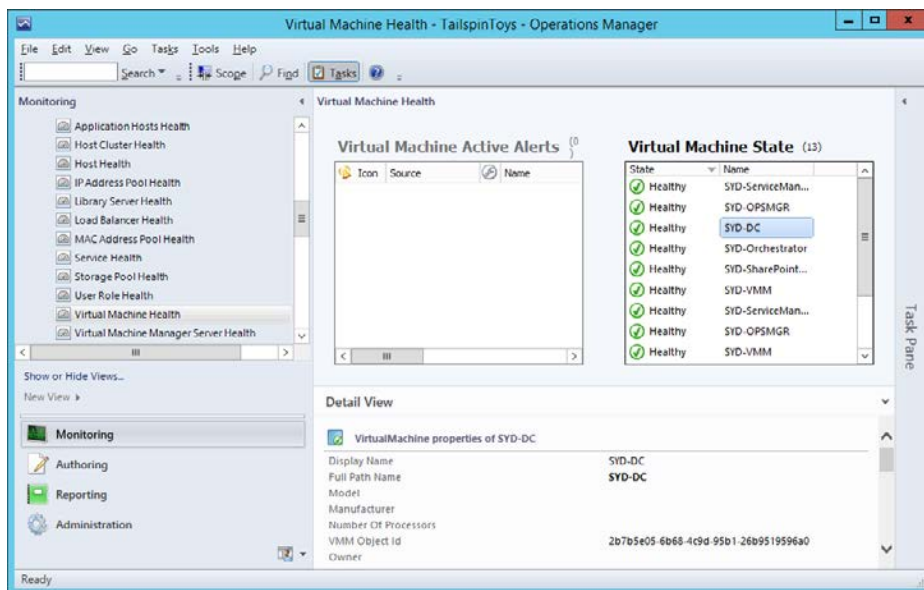 Virtual Machine Health - TailspinToys - Operations Manager
File Edit View Go Tasks Tools Help
Search Scope Find Tasks
Monitoring
Application Hosts Health
Host Cluster Health
Host Health
IP Address Pool Health
Library Server Health
Load Balancer Health
MAC Address Pool Health
Service Health
Storage Pool Health
User Role Health
Virtual Machine Health
Virtual Machine Manager Server Health
Show or Hide Views...
New View
Monitoring
Authoring
Reporting
Administration
Virtual Machine Health
Virtual Machine Active Alerts (0)
Icon Source Name
Virtual Machine State (13)
State Name
Healthy SYD-ServiceMan...
Healthy SYD-OPSMGR
Healthy SYD-DC
Healthy SYD-Orchestrator
Healthy SYD-SharePoint...
Healthy SYD-VMM
Healthy SYD-ServiceMan...
Healthy SYD-OPSMGR
Healthy SYD-VMM
Detail View
VirtualMachine properties of SYD-DC
Display Name SYD-DC
Full Path Name SYD-DC
Model
Manufacturer
Number Of Processors
VMM Object Id 2b7b5e05-6b68-4c9d-95b1-26b9519596a0
Owner
Task Pane
Ready